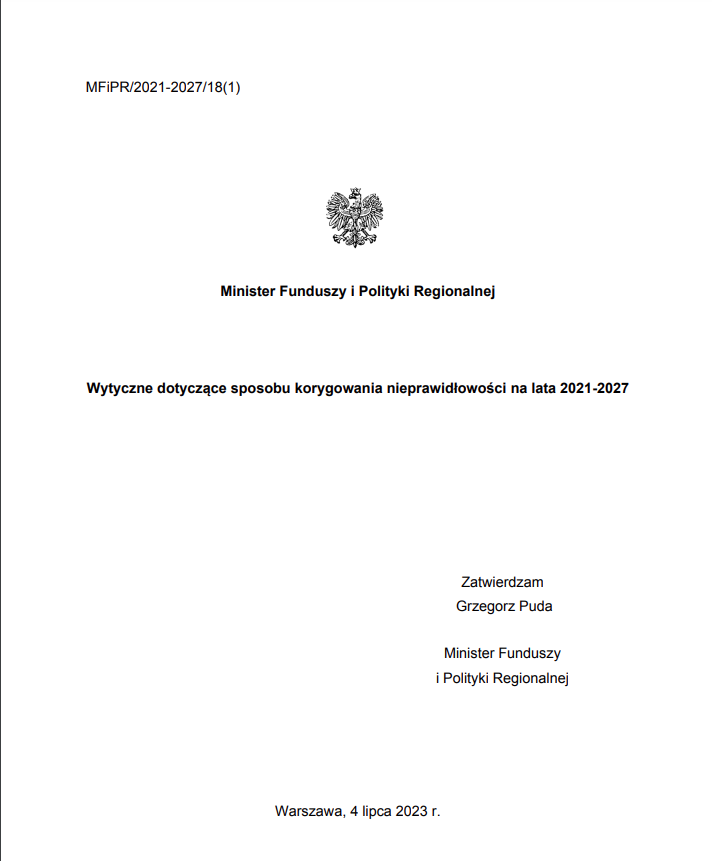 MFiPR/2021-2027/18(1)
Minister Funduszy i Polityki Regionalnej
Wytyczne dotyczące sposobu korygowania nieprawidłowości na lata 2021-2027
Zatwierdzam
Grzegorz Puda
Minister Funduszy
i Polityki Regionalnej
Warszawa, 4 lipca 2023 r.